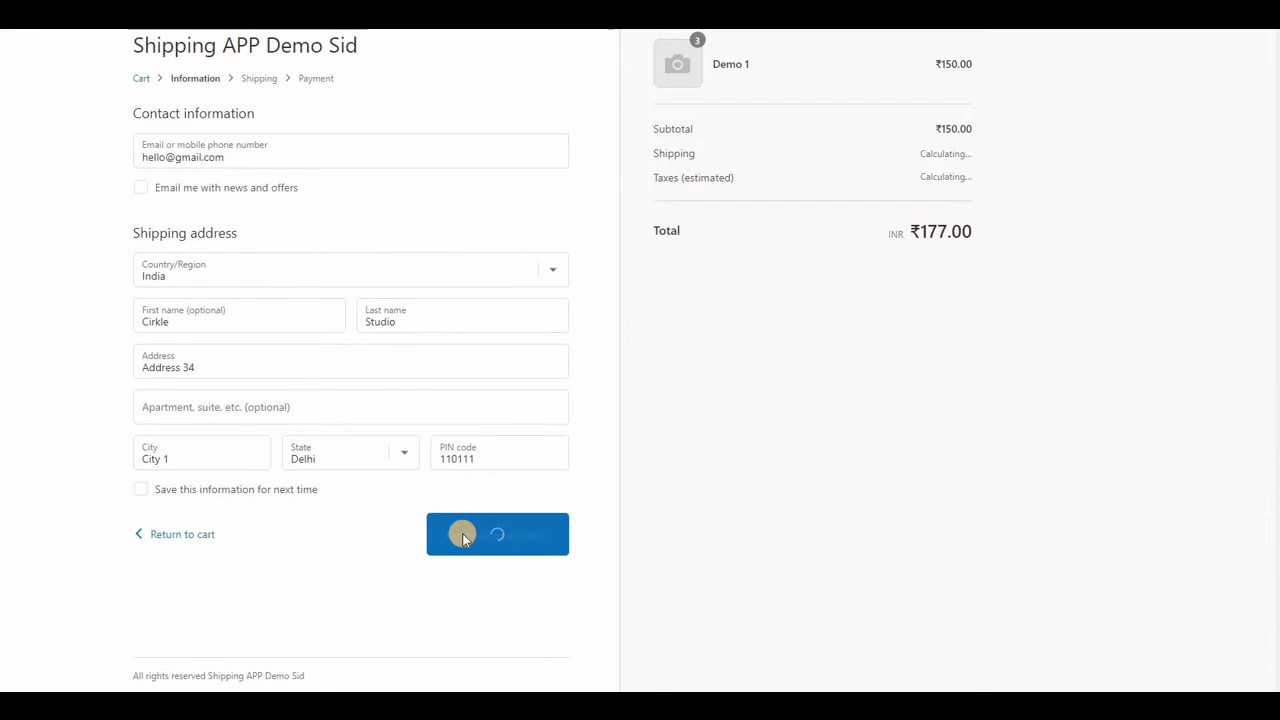 Shipping APP Demo Sid
Cart > Information > Shipping > Payment
Contact information
Email or mobile phone number
hello@gmail.com
Email me with news and offers
Shipping address
Country/Region
India
First name (optional)
Cirkle
Last name
Studio
Address
Address 34
Apartment, suite, etc. (optional)
City
City 1
State
Delhi
PIN code
110111
Save this information for next time
Return to cart
All rights reserved Shipping APP Demo Sid
3
Demo 1 ₹150.00
Subtotal ₹150.00
Shipping Calculating...
Taxes (estimated) Calculating...
Total INR ₹177.00